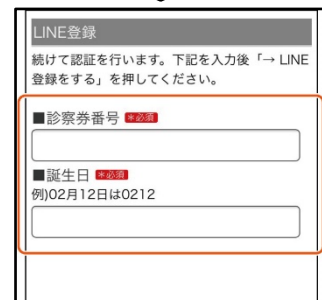 LINE登録
続けて認証を行います。下記を入力後「→ LINE
登録をする」を押してください。
■診察券番号 *必須
■誕生日 *必須
例)02月12日は0212